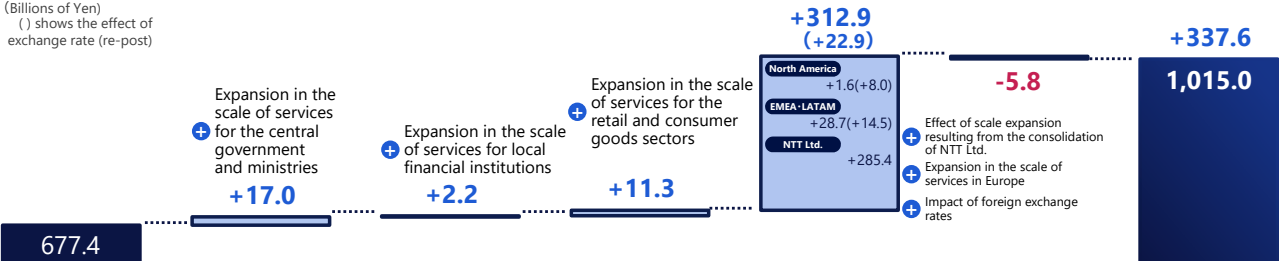 (Billions of Yen)
( ) shows the effect of
exchange rate (re-post)
677.4
Expansion in the
scale of services
for the central
government
and ministries
+17.0
Expansion in the scale
of services for local
financial institutions
+2.2
Expansion in the scale
of services for the
retail and consumer
goods sectors
+11.3
+312.9
(+22.9)
North America
+1.6(+8.0)
EMEA·LATAM
+28.7(+14.5)
NTT Ltd.
+285.4
Effect of scale expansion
resulting from the consolidation
of NTT Ltd.
Expansion in the scale of
services in Europe
Impact of foreign exchange
rates
-5.8
+337.6
1,015.0